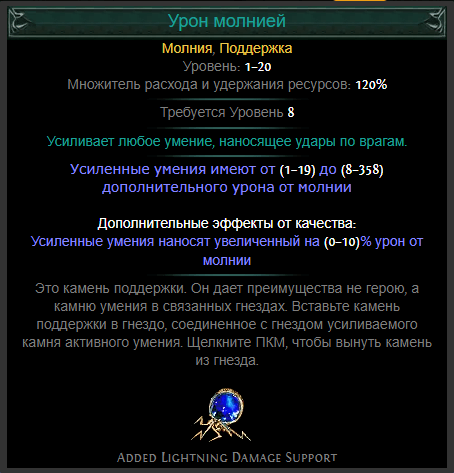 Урон молнией
Молния, Поддержка
Уровень: 1–20
Множитель расхода и удержания ресурсов: 120%
Требуется Уровень 8
Усиливает любое умение, наносящее удары по врагам.
Усиленные умения имеют от (1–19) до (8–358)
дополнительного урона от молнии
Дополнительные эффекты от качества:
Усиленные умения наносят увеличенный на (0–10)% урон от
молнии
Это камень поддержки. Он дает преимущества не герою, а
камню умения в связанных гнездах. Вставьте камень
поддержки в гнездо, соединенное с гнездом усиливаемого
камня активного умения. Щелкните ПКМ, чтобы вынуть камень
из гнезда.
Added Lightning Damage Support